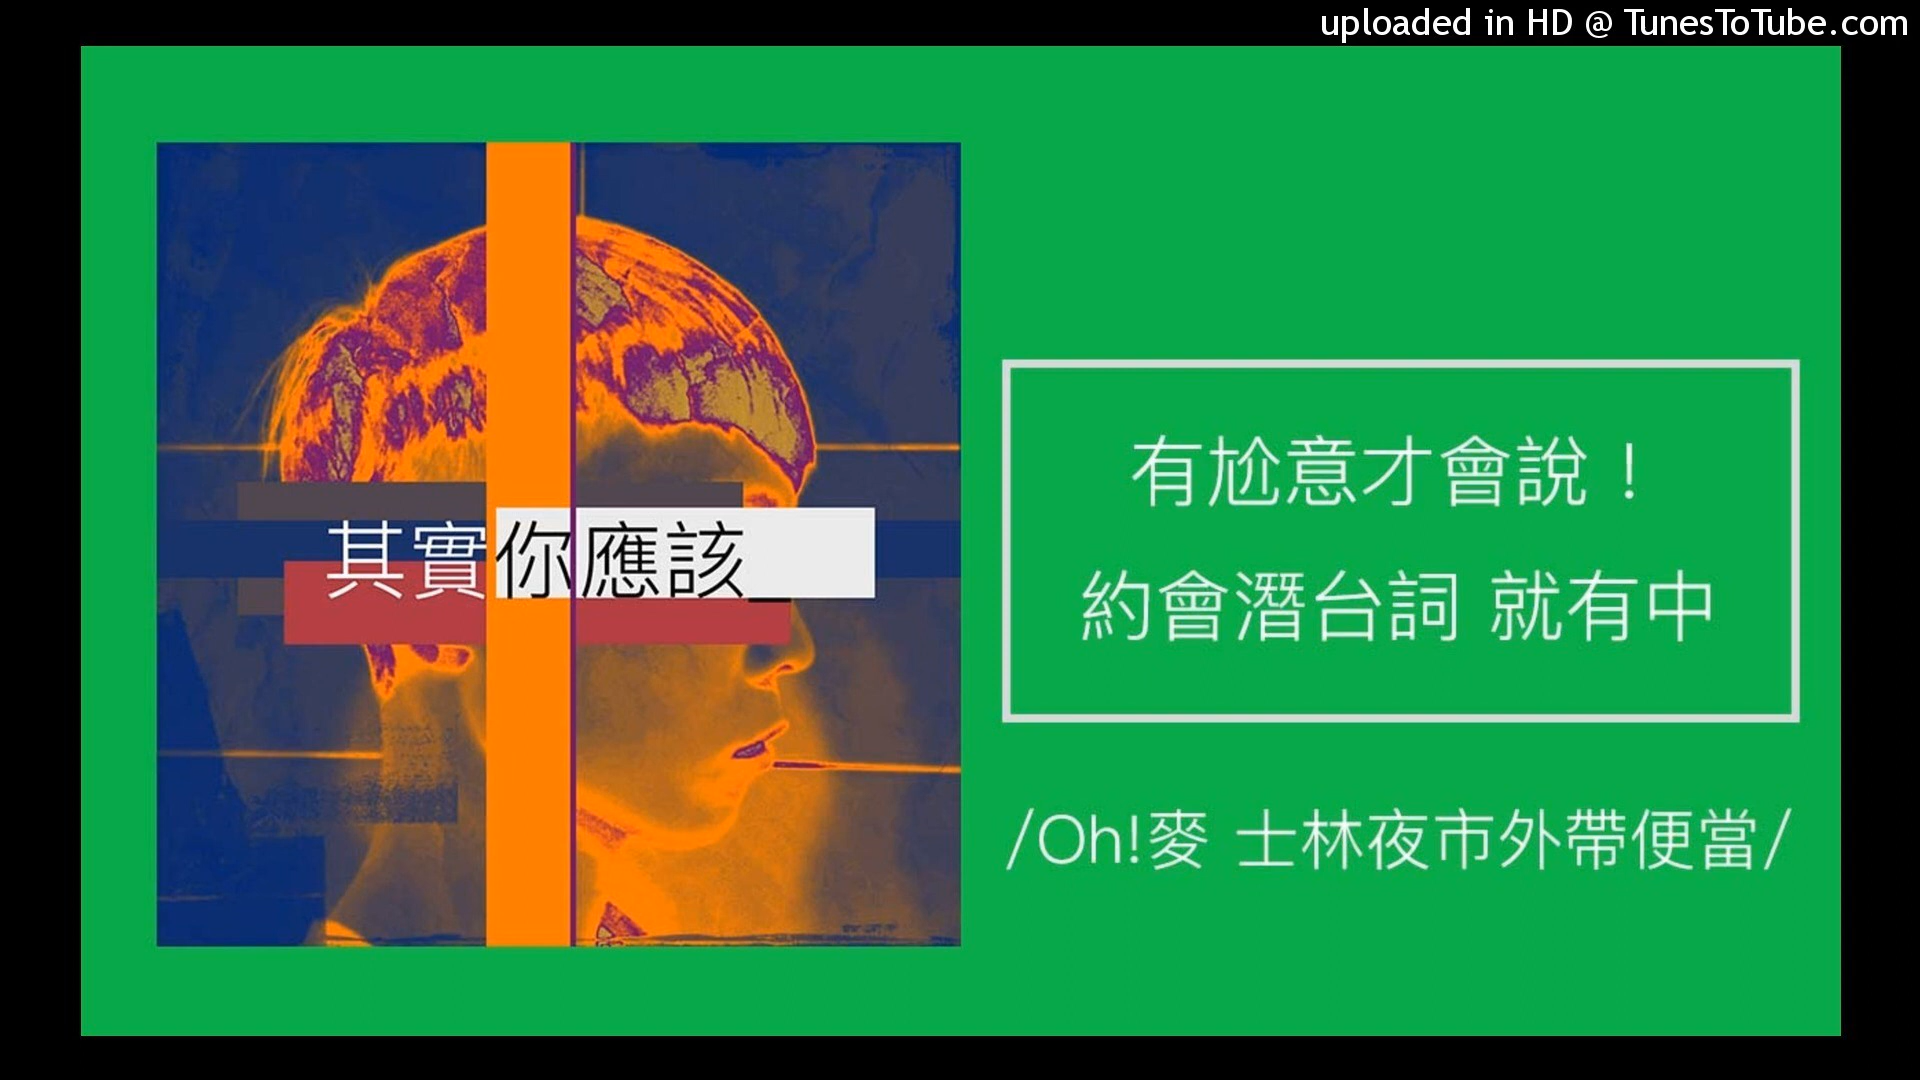 uploaded in HD @ TunesToTube.com
其實你應該__
有尬意才會說！
約會潛台詞 就有中
/Oh!麥 士林夜市外帶便當/